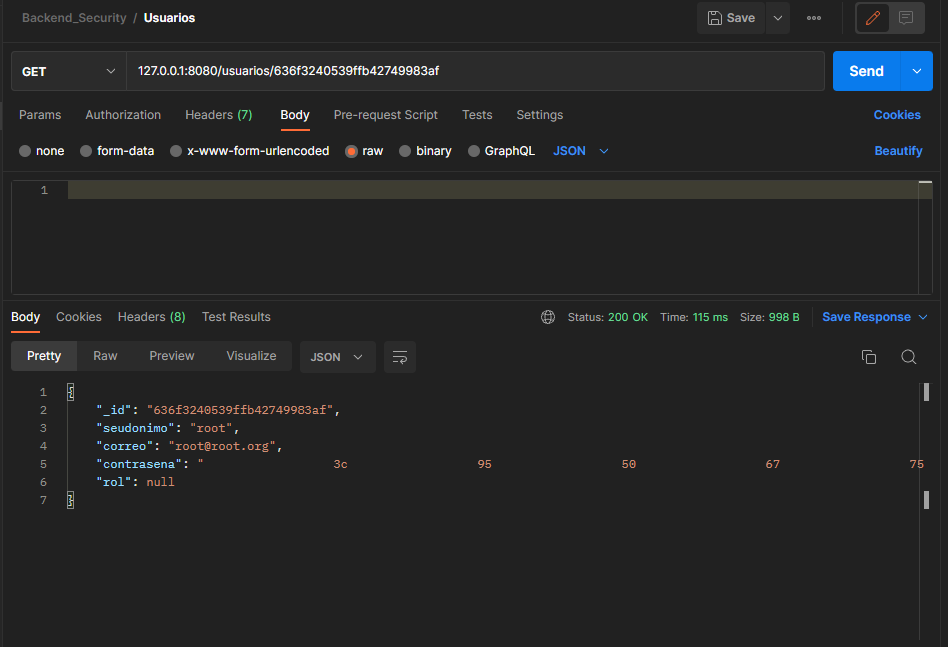 Backend_Security / Usuarios Save
GET 127.0.0.1:8080/usuarios/636f3240539ffb42749983af Send
Params Authorization Headers (7) Body Pre-request Script Tests Settings Cookies
none form-data x-www-form-urlencoded raw binary GraphQL JSON Beautify
1
Body Cookies Headers (8) Test Results Status: 200 OK Time: 115 ms Size: 998 B Save Response
Pretty Raw Preview Visualize JSON
1 {
2 "_id": "636f3240539ffb42749983af",
3 "seudonimo": "root",
4 "correo": "root@root.org",
5 "contrasena": " 3c 95 50 67 75
6 "rol": null
7 }